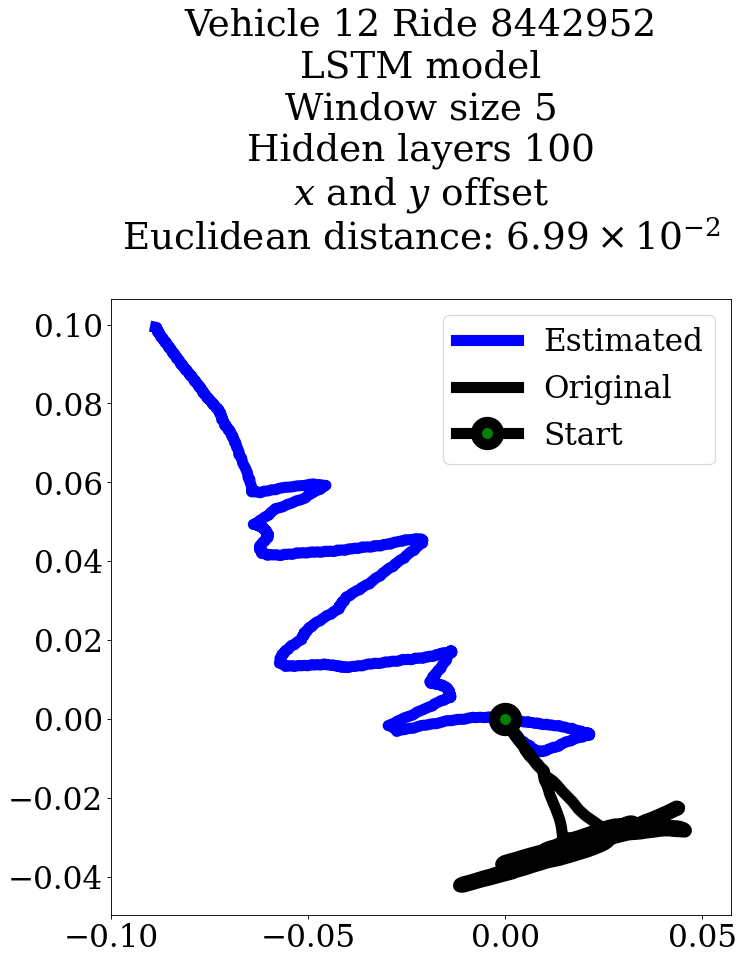 Vehicle 12 Ride 8442952
LSTM model
Window size 5
Hidden layers 100
x and y offset
Euclidean distance: 6.99 × 10⁻²
Estimated
Original
Start
0.10
0.08
0.06
0.04
0.02
0.00
−0.02
−0.04
−0.10 −0.05 0.00 0.05